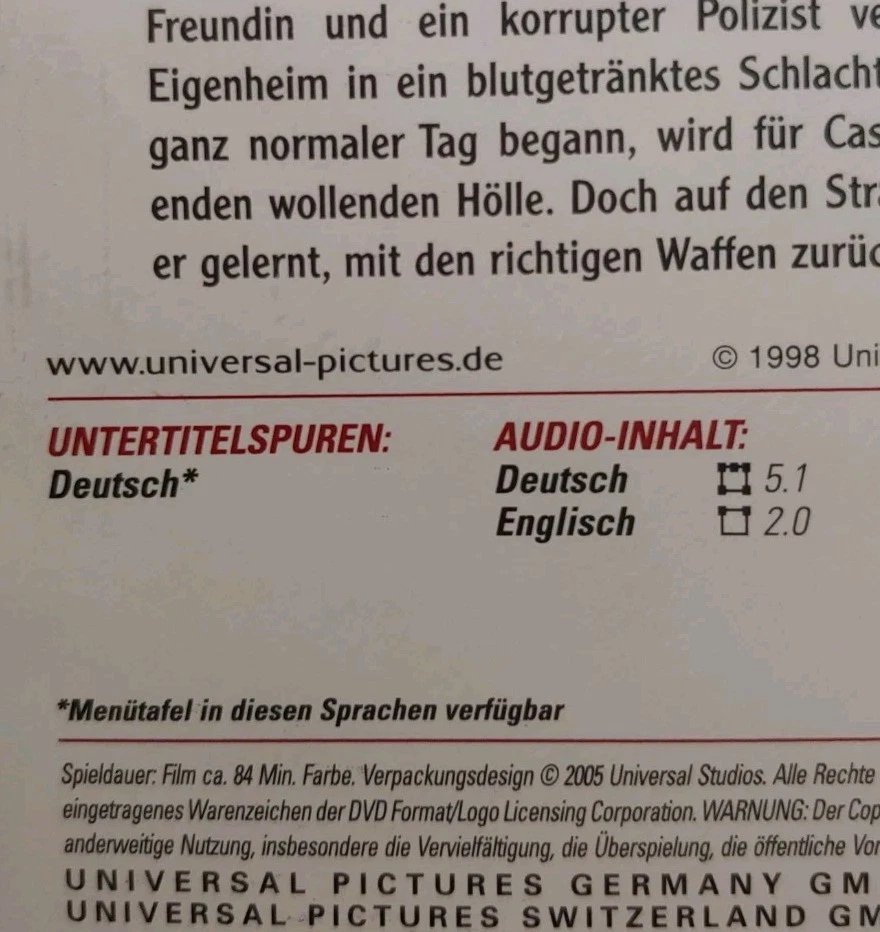 Freundin und ein korrupter Polizist ve
Eigenheim in ein blutgetränktes Schlacht
ganz normaler Tag begann, wird für Cas
enden wollenden Hölle. Doch auf den Str
er gelernt, mit den richtigen Waffen zurüc
www.universal-pictures.de © 1998 Uni
UNTERTITELSPUREN: AUDIO-INHALT:
Deutsch* Deutsch 5.1
Englisch 2.0
*Menütafel in diesen Sprachen verfügbar
Spieldauer: Film ca. 84 Min. Farbe. Verpackungsdesign © 2005 Universal Studios. Alle Rechte
eingetragenes Warenzeichen der DVD Format/Logo Licensing Corporation. WARNUNG: Der Cop
anderweitige Nutzung, insbesondere die Vervielfältigung, die Überspielung, die öffentliche Vor
UNIVERSAL PICTURES GERMANY GM
UNIVERSAL PICTURES SWITZERLAND GM